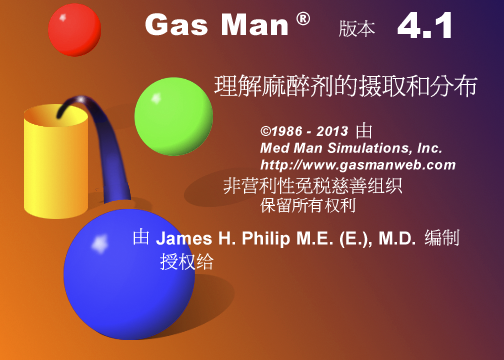 Gas Man® 版本 4.1
理解麻醉剂的摄取和分布
©1986 - 2013 由
Med Man Simulations, Inc.
http://www.gasmanweb.com
非营利性免税慈善组织
保留所有权利
由 James H. Philip M.E. (E.), M.D. 编制
授权给